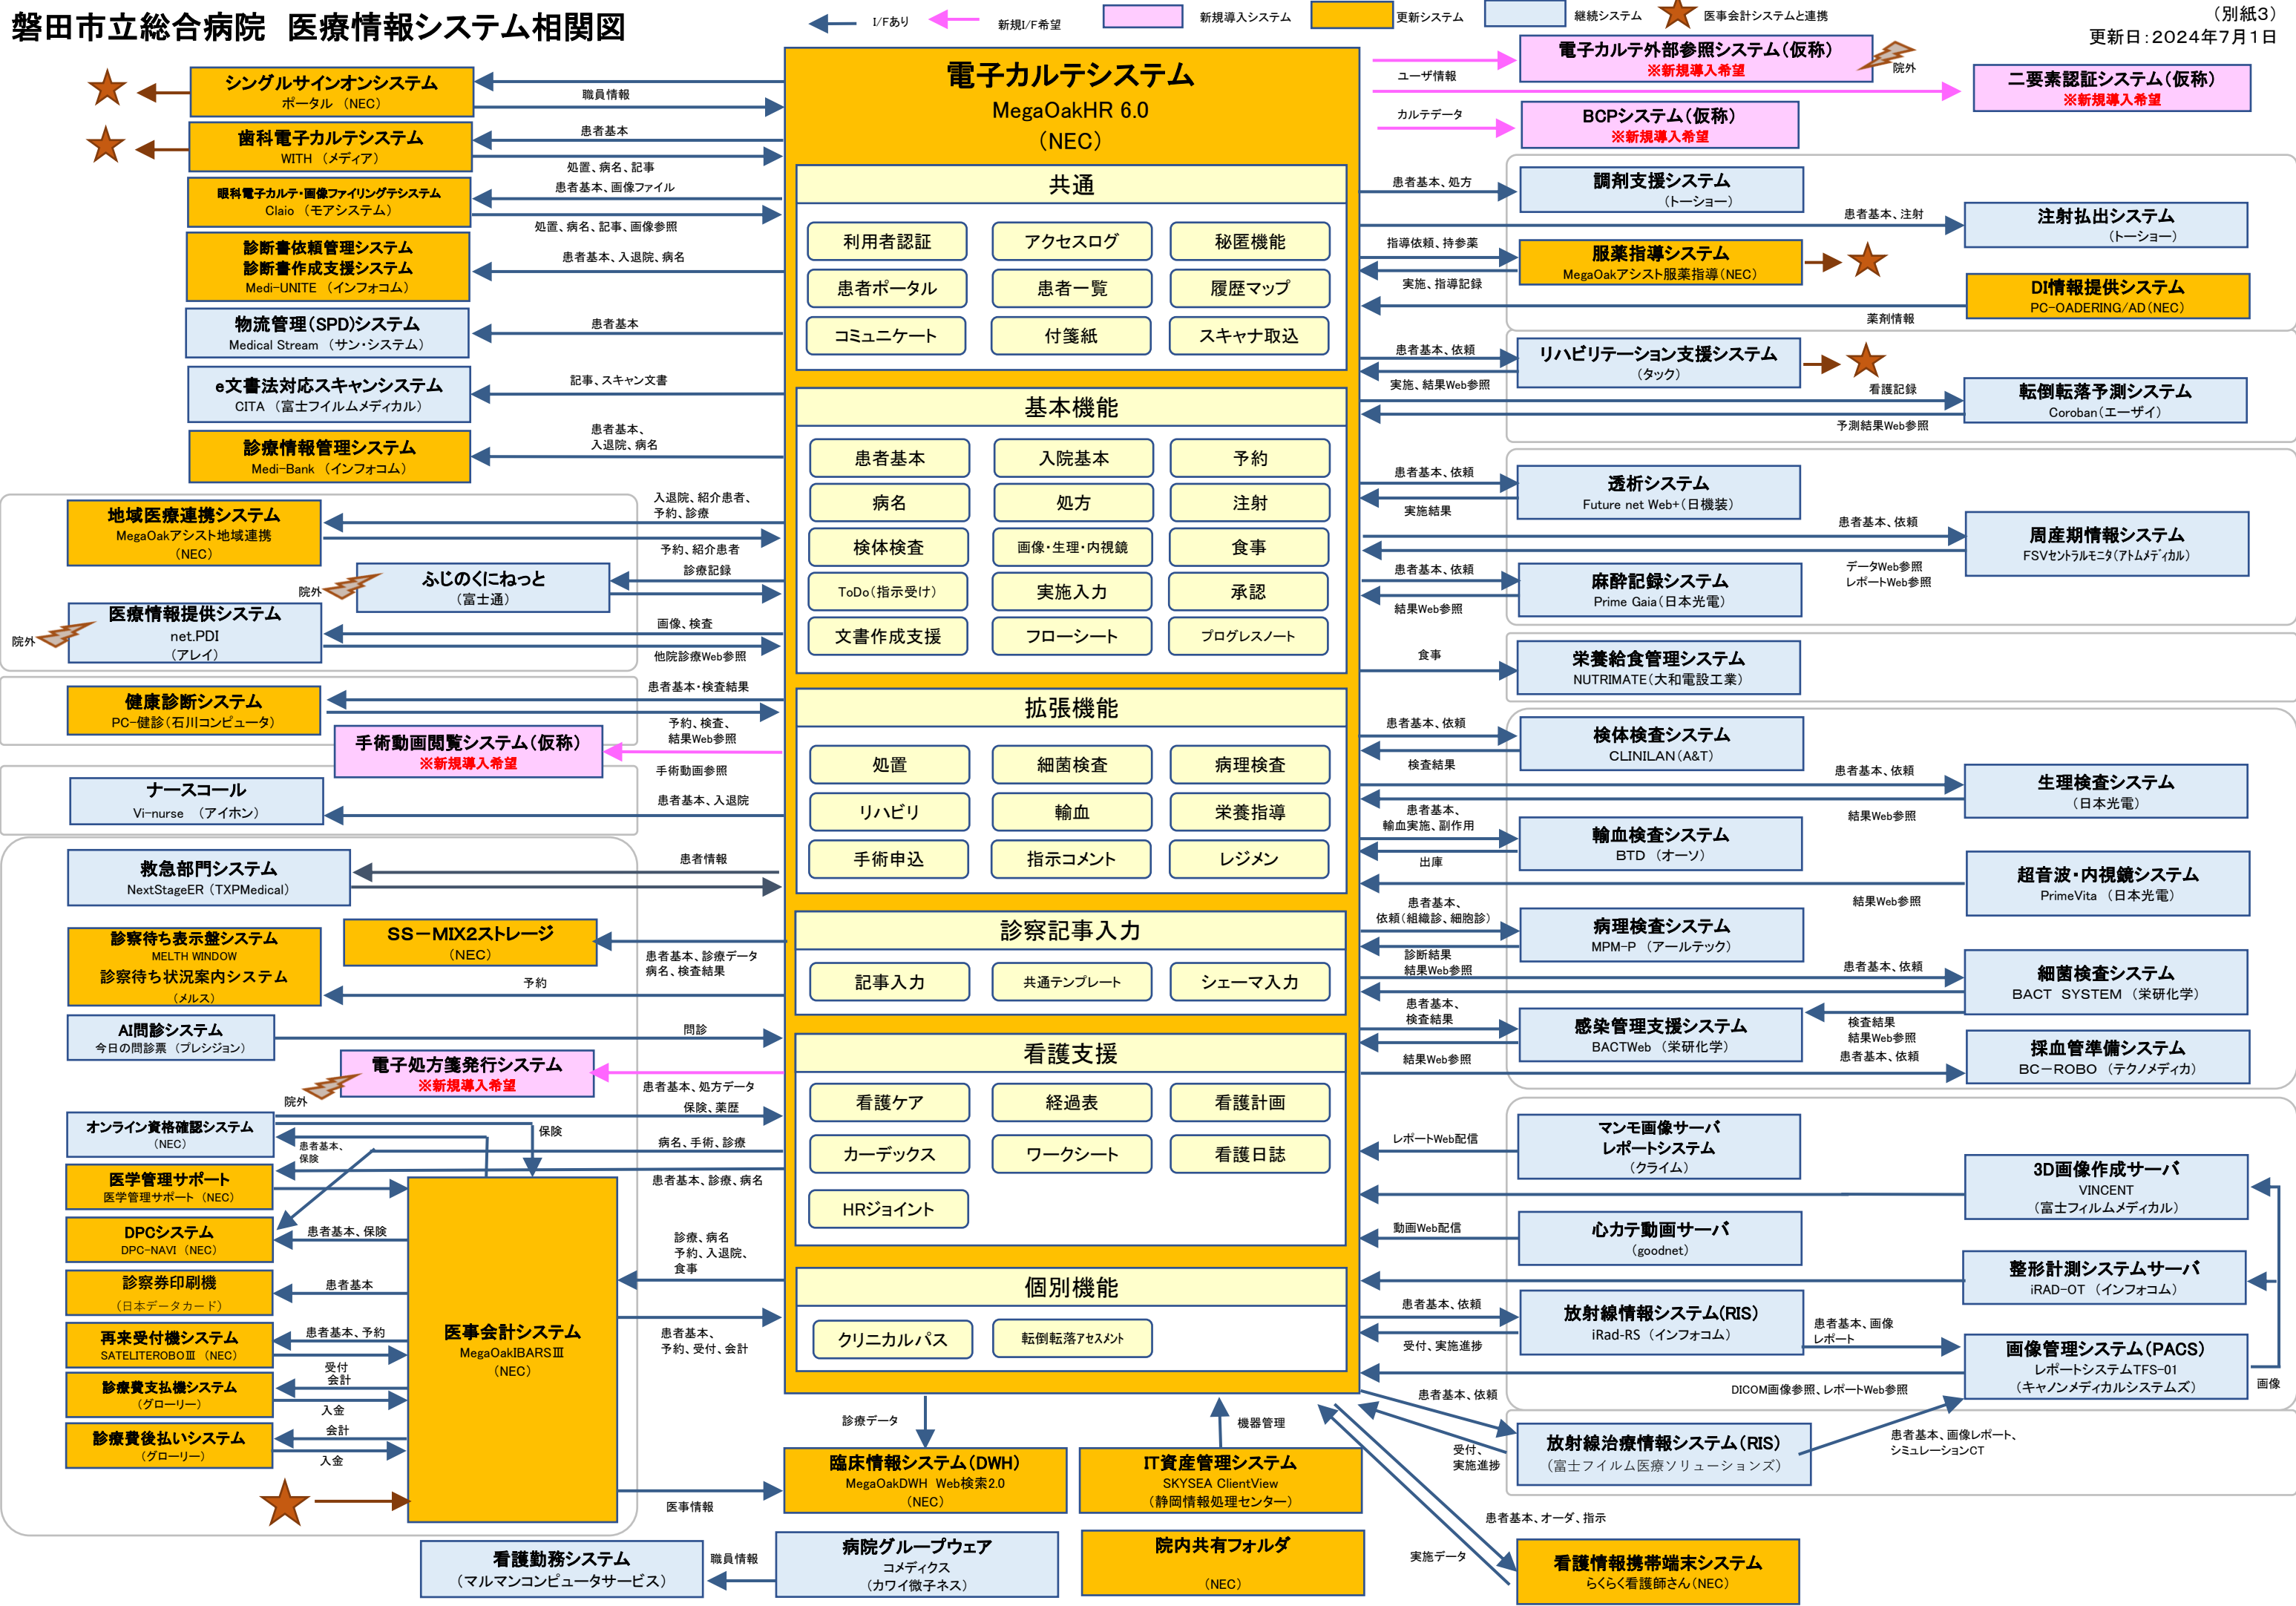 磐田市立総合病院　医療情報システム相関図
I/Fあり
新規I/F希望
新規導入システム
更新システム
継続システム
医事会計システムと連携
（別紙3）
更新日：2024年7月1日
シングルサインオンシステム
ポータル （NEC）
職員情報
歯科電子カルテシステム
WITH （メディア）
患者基本
処置、病名、記事
眼科電子カルテ・画像ファイリングテシステム
Claio （モアシステム）
患者基本、画像ファイル
処置、病名、記事、画像参照
診断書依頼管理システム
診断書作成支援システム
Medi-UNITE （インフォコム）
患者基本、入退院、病名
物流管理（SPD)システム
Medical Stream （サン・システム）
患者基本
e文書法対応スキャンシステム
CITA （富士フイルムメディカル）
記事、スキャン文書
診療情報管理システム
Medi-Bank （インフォコム）
患者基本、
入退院、病名
地域医療連携システム
MegaOakアシスト地域連携
（NEC）
入退院、紹介患者、
予約、診療
予約、紹介患者
ふじのくにねっと
（富士通）
院外
診療記録
医療情報提供システム
net.PDI
（アレイ）
院外
画像、検査
他院診療Web参照
健康診断システム
PC-健診（石川コンピュータ）
患者基本・検査結果
予約、検査、
結果Web参照
手術動画閲覧システム（仮称）
※新規導入希望
手術動画参照
ナースコール
Vi-nurse （アイホン）
患者基本、入退院
救急部門システム
NextStageER （TXPMedical）
患者情報
SS－MIX2ストレージ
（NEC）
患者基本、診療データ
病名、検査結果
診察待ち表示盤システム
MELTH WINDOW
診察待ち状況案内システム
（メルス）
予約
AI問診システム
今日の問診票 （プレシジョン）
問診
電子処方箋発行システム
※新規導入希望
院外
患者基本、処方データ
保険、薬歴
オンライン資格確認システム
（NEC）
患者基本、
保険
保険
病名、手術、診療
医学管理サポート
医学管理サポート （NEC）
患者基本、診療、病名
DPCシステム
DPC-NAVI （NEC）
患者基本、保険
診察券印刷機
（日本データカード）
患者基本
再来受付機システム
SATELITEROBOⅢ （NEC）
患者基本、予約
受付
会計
診療費支払機システム
（グローリー）
入金
診療費後払いシステム
（グローリー）
会計
入金
医事会計システム
MegaOakIBARSⅢ
（NEC）
診療、病名
予約、入退院、
食事
患者基本、
予約、受付、会計
医事情報
電子カルテシステム
MegaOakHR 6.0
（NEC）
共通
利用者認証
アクセスログ
秘匿機能
患者ポータル
患者一覧
履歴マップ
コミュニケート
付箋紙
スキャナ取込
基本機能
患者基本
入院基本
予約
病名
処方
注射
検体検査
画像・生理・内視鏡
食事
ToDo（指示受け）
実施入力
承認
文書作成支援
フローシート
プログレスノート
拡張機能
処置
細菌検査
病理検査
リハビリ
輸血
栄養指導
手術申込
指示コメント
レジメン
診察記事入力
記事入力
共通テンプレート
シェーマ入力
看護支援
看護ケア
経過表
看護計画
カーデックス
ワークシート
看護日誌
HRジョイント
個別機能
クリニカルパス
転倒転落アセスメント
診療データ
機器管理
臨床情報システム（DWH）
MegaOakDWH Web検索2.0
（NEC）
IT資産管理システム
SKYSEA ClientView
（静岡情報処理センター）
看護勤務システム
（マルマンコンピュータサービス）
職員情報
病院グループウェア
コメディクス
（カワイ微子ネス）
院内共有フォルダ
（NEC）
電子カルテ外部参照システム（仮称）
※新規導入希望
院外
ユーザ情報
二要素認証システム（仮称）
※新規導入希望
BCPシステム（仮称）
※新規導入希望
カルテデータ
調剤支援システム
（トーショー）
患者基本、処方
注射払出システム
（トーショー）
患者基本、注射
服薬指導システム
MegaOakアシスト服薬指導（NEC）
指導依頼、持参薬
実施、指導記録
DI情報提供システム
PC-OADERING/AD（NEC）
薬剤情報
リハビリテーション支援システム
（タック）
患者基本、依頼
実施、結果Web参照
転倒転落予測システム
Coroban（エーザイ）
看護記録
予測結果Web参照
透析システム
Future net Web+（日機装）
患者基本、依頼
実施結果
周産期情報システム
FSVセントラルモニタ（アトムメディカル）
患者基本、依頼
データWeb参照
レポートWeb参照
麻酔記録システム
Prime Gaia（日本光電）
患者基本、依頼
結果Web参照
栄養給食管理システム
NUTRIMATE（大和電設工業）
食事
検体検査システム
CLINILAN（A&T）
患者基本、依頼
検査結果
生理検査システム
（日本光電）
患者基本、依頼
結果Web参照
輸血検査システム
BTD （オーソ）
患者基本、
輸血実施、副作用
出庫
超音波・内視鏡システム
PrimeVita （日本光電）
結果Web参照
病理検査システム
MPM-P （アールテック）
患者基本、
依頼（組織診、細胞診）
診断結果
結果Web参照
細菌検査システム
BACT SYSTEM （栄研化学）
患者基本、依頼
検査結果
結果Web参照
感染管理支援システム
BACTWeb （栄研化学）
患者基本、
検査結果
結果Web参照
採血管準備システム
BC－ROBO （テクノメディカ）
患者基本、依頼
マンモ画像サーバ
レポートシステム
（クライム）
レポートWeb配信
3D画像作成サーバ
VINCENT
（富士フィルムメディカル）
心カテ動画サーバ
（goodnet）
動画Web配信
整形計測システムサーバ
iRAD-OT （インフォコム）
放射線情報システム(RIS)
iRad-RS （インフォコム）
患者基本、依頼
受付、実施進捗
患者基本、画像
レポート
画像管理システム（PACS）
レポートシステムTFS-01
（キャノンメディカルシステムズ）
画像
DICOM画像参照、レポートWeb参照
放射線治療情報システム（RIS）
（富士フイルム医療ソリューションズ）
患者基本、依頼
受付、
実施進捗
患者基本、画像レポート、
シミュレーションCT
看護情報携帯端末システム
らくらく看護師さん（NEC）
患者基本、オーダ、指示
実施データ